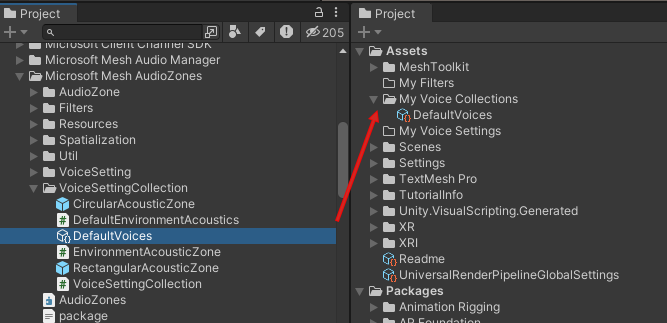 Project
205
Microsoft Mesh Client Channel SDK
Microsoft Mesh Audio Manager
Microsoft Mesh AudioZones
AudioZone
Filters
Resources
Spatialization
Util
VoiceSetting
VoiceSettingCollection
CircularAcousticZone
DefaultEnvironmentAcoustics
DefaultVoices
EnvironmentAcousticZone
RectangularAcousticZone
VoiceSettingCollection
AudioZones
package
Project
Assets
MeshToolkit
My Filters
My Voice Collections
DefaultVoices
My Voice Settings
Scenes
Settings
TextMesh Pro
TutorialInfo
Unity.VisualScripting.Generated
XR
XRI
Readme
UniversalRenderPipelineGlobalSettings
Packages
Animation Rigging
AR Foundation